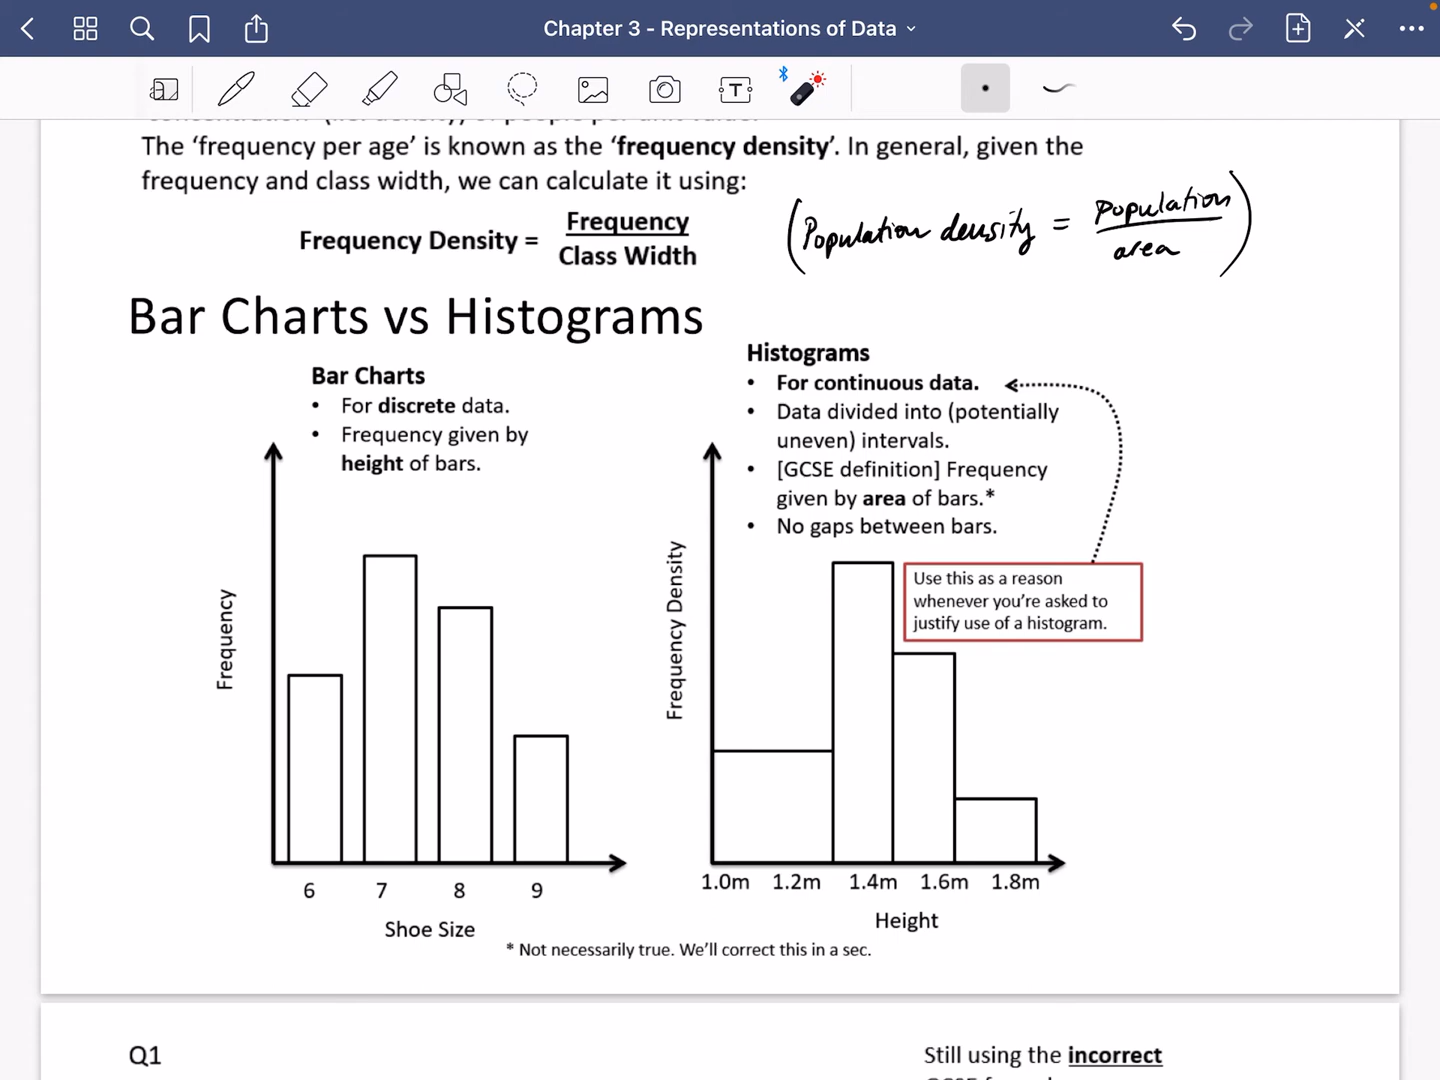 Chapter 3 - Representations of Data
T
The ‘frequency per age’ is known as the ‘frequency density’. In general, given the
frequency and class width, we can calculate it using:
Frequency Density = Frequency
Class Width
(Population density = Population
area)
Bar Charts vs Histograms
Bar Charts
• For discrete data.
• Frequency given by
height of bars.
Frequency
6 7 8 9
Shoe Size
Histograms
• For continuous data.
• Data divided into (potentially
uneven) intervals.
• [GCSE definition] Frequency
given by area of bars.*
• No gaps between bars.
Use this as a reason
whenever you’re asked to
justify use of a histogram.
Frequency Density
1.0m 1.2m 1.4m 1.6m 1.8m
Height
* Not necessarily true. We’ll correct this in a sec.
Q1
Still using the incorrect